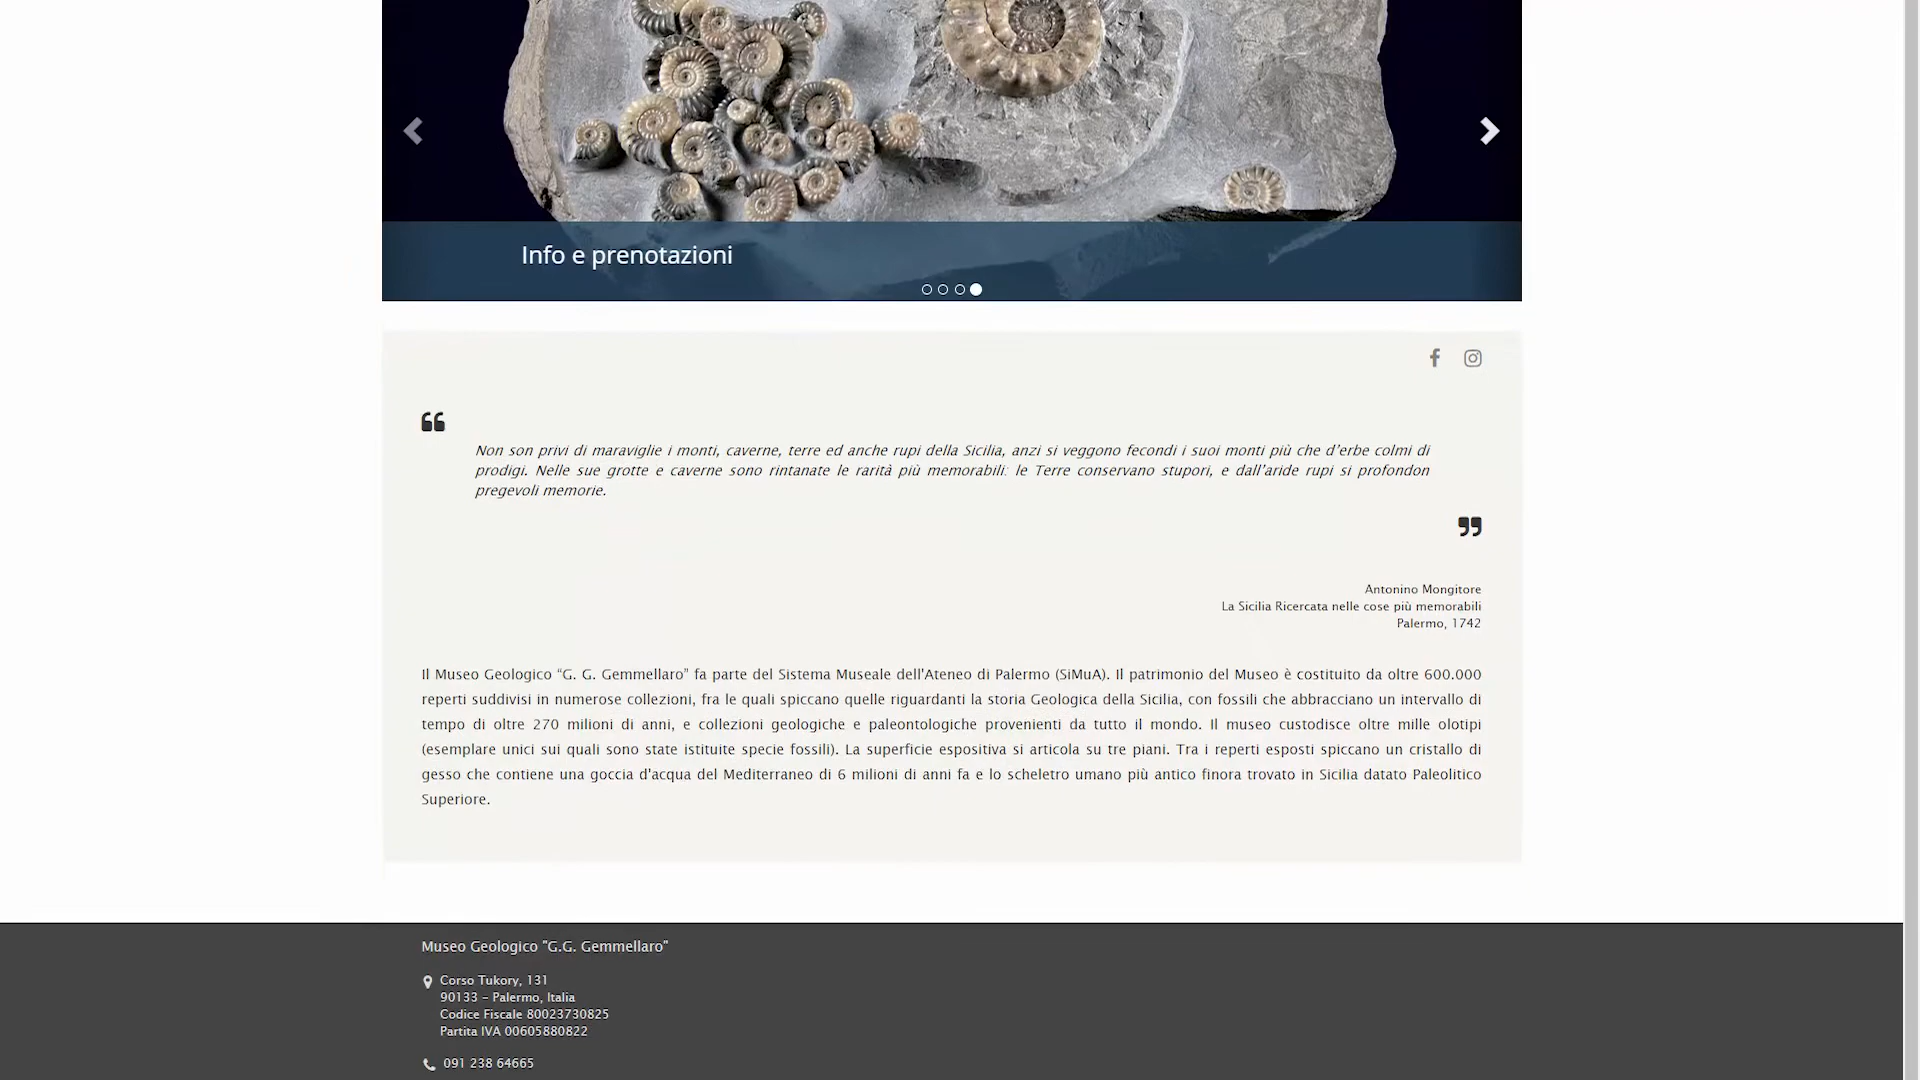 Info e prenotazioni
Non son privi di maraviglie i monti, caverne, terre ed anche rupi della Sicilia, anzi si veggono fecondi i suoi monti più che d’erbe colmi di
prodigi. Nelle sue grotte e caverne sono rintanate le rarità più memorabili: le Terre conservano stupori, e dall’aride rupi si profondon
pregevoli memorie.
Antonino Mongitore
La Sicilia Ricercata nelle cose più memorabili
Palermo, 1742
Il Museo Geologico “G. G. Gemmellaro” fa parte del Sistema Museale dell'Ateneo di Palermo (SiMuA). Il patrimonio del Museo è costituito da oltre 600.000
reperti suddivisi in numerose collezioni, fra le quali spiccano quelle riguardanti la storia Geologica della Sicilia, con fossili che abbracciano un intervallo di
tempo di oltre 270 milioni di anni, e collezioni geologiche e paleontologiche provenienti da tutto il mondo. Il museo custodisce oltre mille olotipi
(esemplare unici sui quali sono state istituite specie fossili). La superficie espositiva si articola su tre piani. Tra i reperti esposti spiccano un cristallo di
gesso che contiene una goccia d'acqua del Mediterraneo di 6 milioni di anni fa e lo scheletro umano più antico finora trovato in Sicilia datato Paleolitico
Superiore.
Museo Geologico "G.G. Gemmellaro"
Corso Tukory, 131
90133 - Palermo, Italia
Codice Fiscale 80023730825
Partita IVA 00605880822
091 238 64665